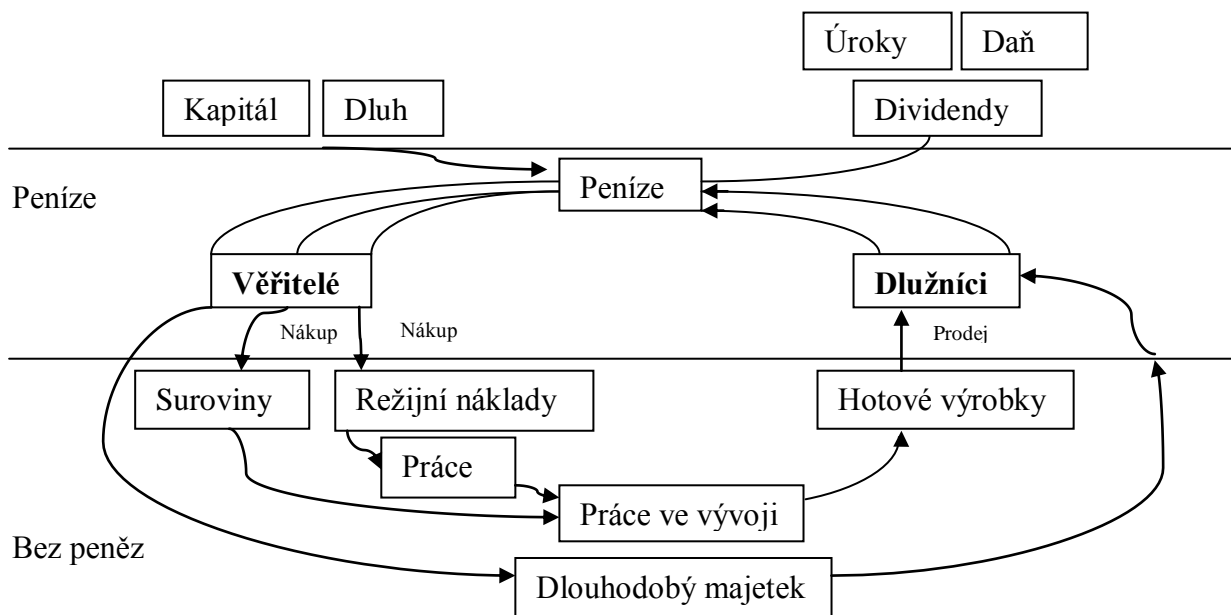 Úroky
Daň
Kapitál
Dluh
Dividendy
Peníze
Peníze
Věřitelé
Dlužníci
Nákup
Nákup
Prodej
Suroviny
Režijní náklady
Hotové výrobky
Práce
Práce ve vývoji
Bez peněz
Dlouhodobý majetek